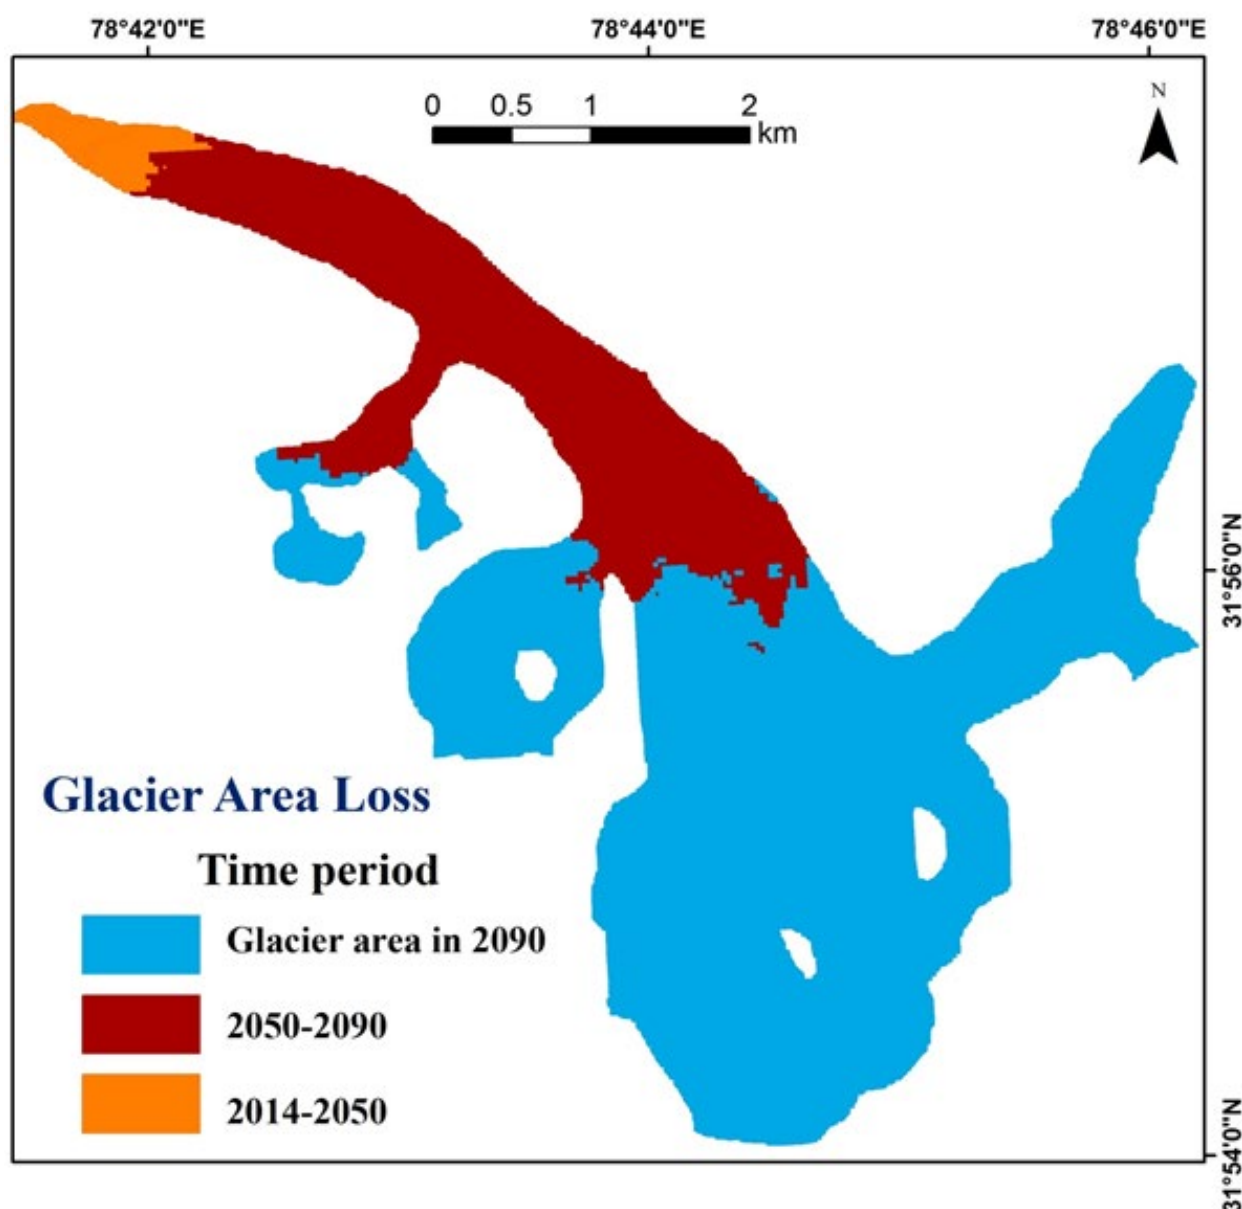 78°42'0"E 78°44'0"E 78°46'0"E
0 0.5 1 2
km
N
31°56'0"N
Glacier Area Loss
Time period
Glacier area in 2090
2050-2090
2014-2050
31°54'0"N